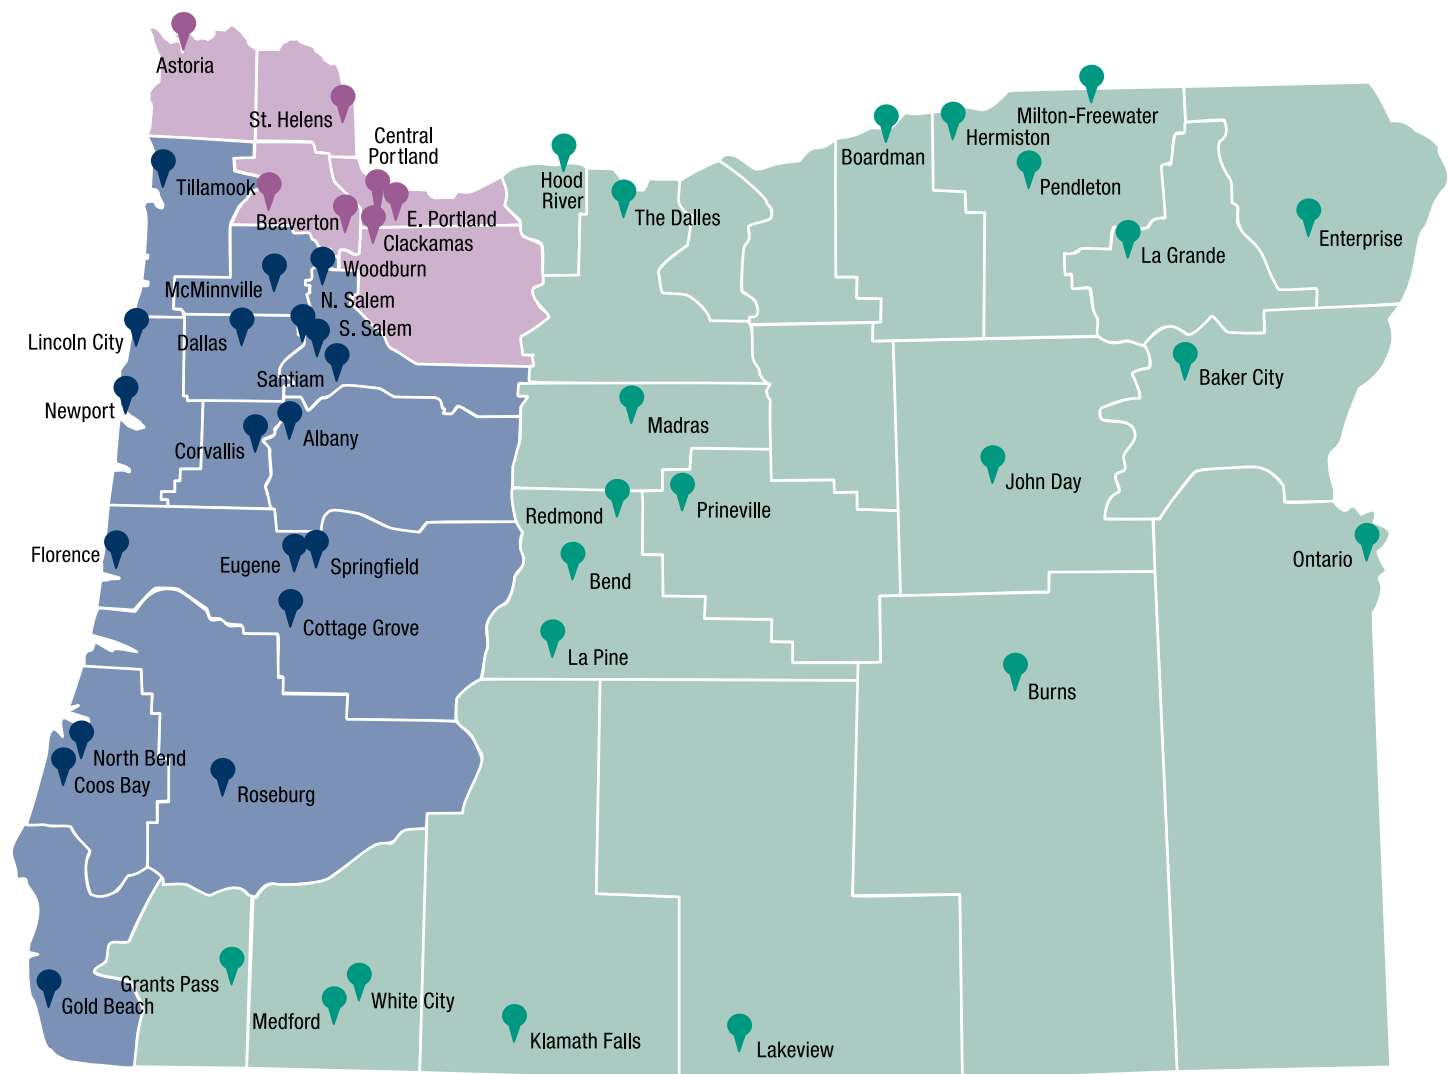 Astoria
St. Helens
Central
Portland
Tillamook
Beaverton
E. Portland
Clackamas
Hood
River
The Dalles
Boardman
Hermiston
Milton-Freewater
Pendleton
La Grande
Enterprise
Woodburn
McMinnville
N. Salem
S. Salem
Lincoln City
Dallas
Santiam
Newport
Corvallis
Albany
Madras
Baker City
John Day
Redmond
Prineville
Bend
La Pine
Ontario
Florence
Eugene
Springfield
Cottage Grove
Burns
North Bend
Coos Bay
Roseburg
Grants Pass
Gold Beach
Medford
White City
Klamath Falls
Lakeview